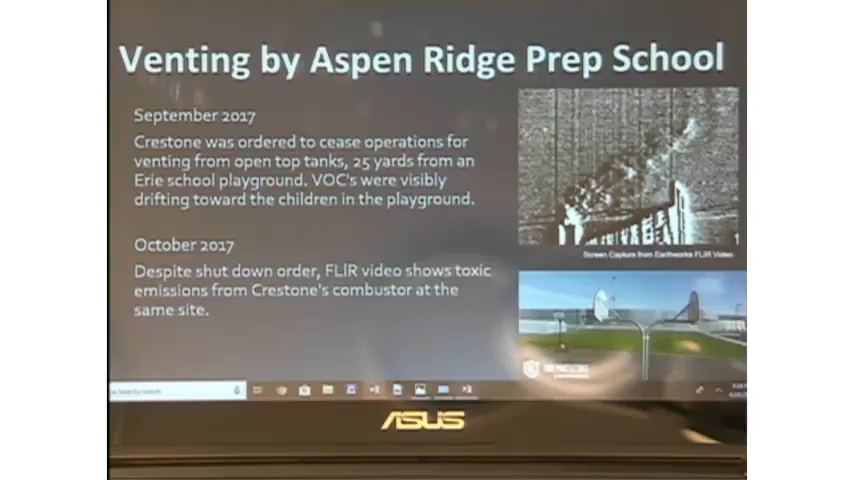 Venting by Aspen Ridge Prep School
September 2017
Crestone was ordered to cease operations for
venting from open top tanks, 25 yards from an
Erie school playground. VOC's were visibly
drifting toward the children in the playground.
October 2017
Despite shut down order, FLIR video shows toxic
emissions from Crestone's combustor at the
same site.
Screen Capture from Earthworks FLIR Video
here to search
ASUS